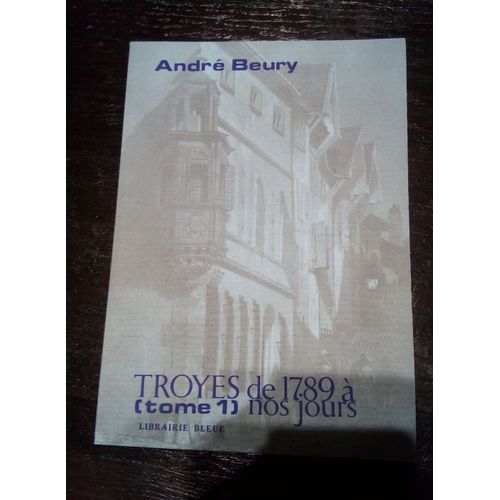 André Beury
TROYES de 1789 à
(tome 1) nos jours
LIBRAIRIE BLEUE